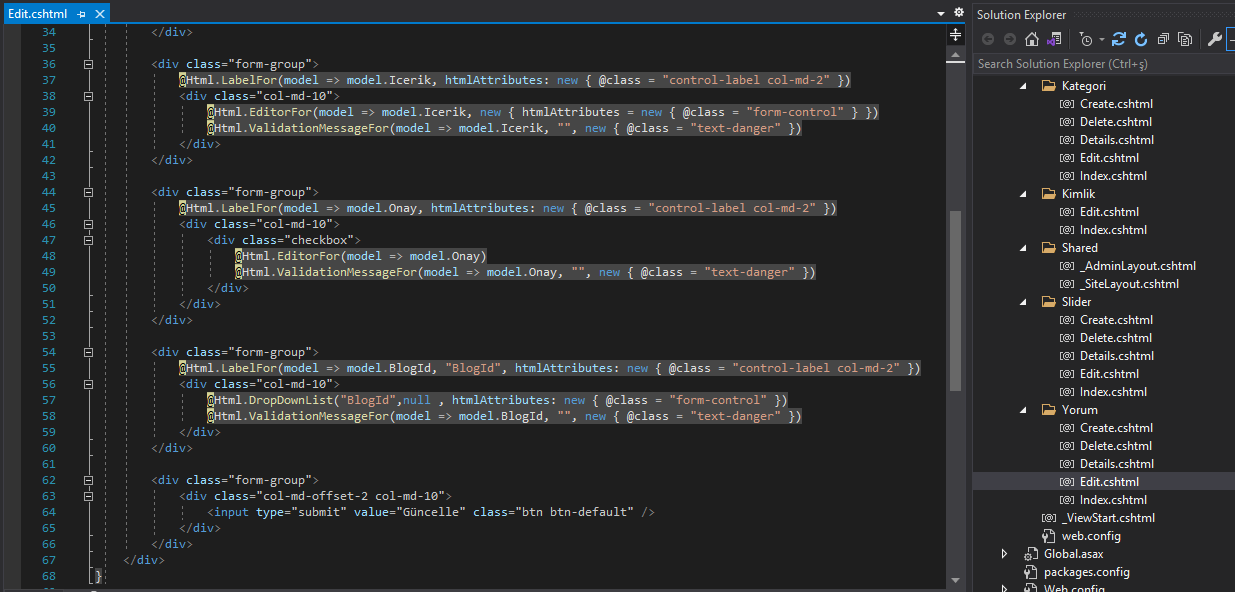 Edit.cshtml
34 </div>
35
36 <div class="form-group">
37 @Html.LabelFor(model => model.Icerik, htmlAttributes: new { @class = "control-label col-md-2" })
38 <div class="col-md-10">
39 @Html.EditorFor(model => model.Icerik, new { htmlAttributes = new { @class = "form-control" } })
40 @Html.ValidationMessageFor(model => model.Icerik, "", new { @class = "text-danger" })
41 </div>
42 </div>
43
44 <div class="form-group">
45 @Html.LabelFor(model => model.Onay, htmlAttributes: new { @class = "control-label col-md-2" })
46 <div class="col-md-10">
47 <div class="checkbox">
48 @Html.EditorFor(model => model.Onay)
49 @Html.ValidationMessageFor(model => model.Onay, "", new { @class = "text-danger" })
50 </div>
51 </div>
52 </div>
53
54 <div class="form-group">
55 @Html.LabelFor(model => model.BlogId, "BlogId", htmlAttributes: new { @class = "control-label col-md-2" })
56 <div class="col-md-10">
57 @Html.DropDownList("BlogId",null , htmlAttributes: new { @class = "form-control" })
58 @Html.ValidationMessageFor(model => model.BlogId, "", new { @class = "text-danger" })
59 </div>
60 </div>
61
62 <div class="form-group">
63 <div class="col-md-offset-2 col-md-10">
64 <input type="submit" value="Güncelle" class="btn btn-default" />
65 </div>
66 </div>
67 </div>
68 }
Solution Explorer
Search Solution Explorer (Ctrl+ş)
Kategori
Create.cshtml
Delete.cshtml
Details.cshtml
Edit.cshtml
Index.cshtml
Kimlik
Edit.cshtml
Index.cshtml
Shared
_AdminLayout.cshtml
_SiteLayout.cshtml
Slider
Create.cshtml
Delete.cshtml
Details.cshtml
Edit.cshtml
Index.cshtml
Yorum
Create.cshtml
Delete.cshtml
Details.cshtml
Edit.cshtml
Index.cshtml
_ViewStart.cshtml
web.config
Global.asax
packages.config
Web.config